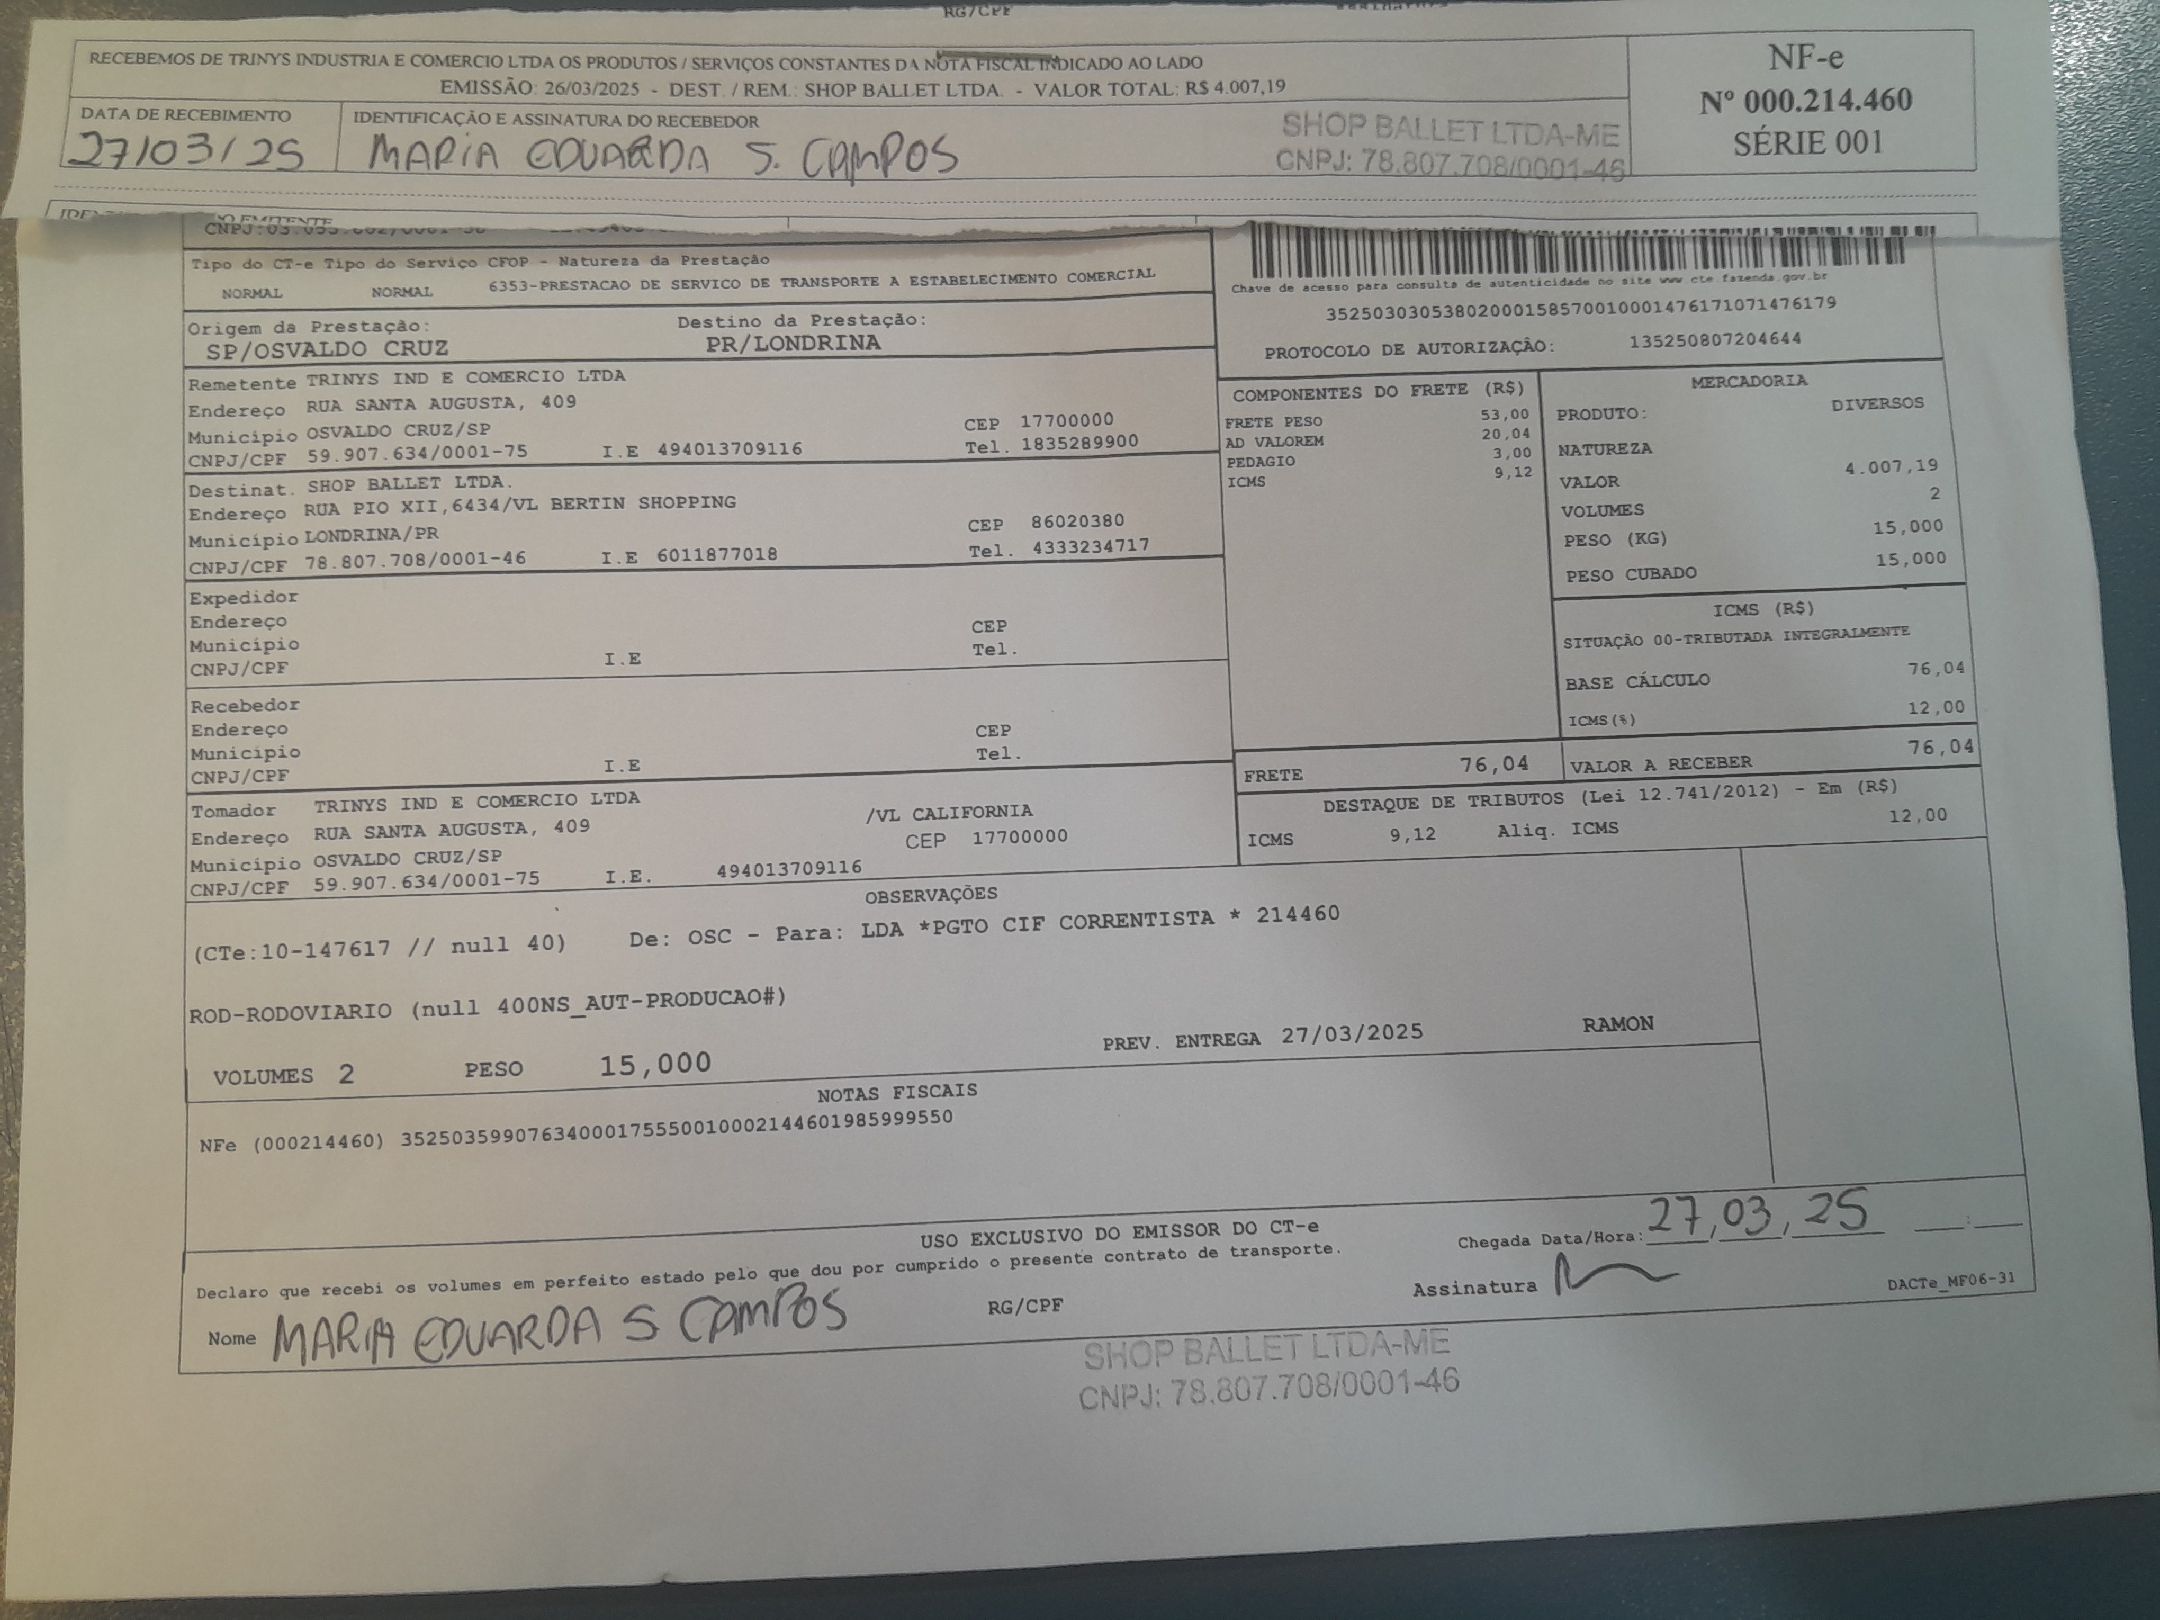 RG/CPF
RECEBEMOS DE TRINYS INDUSTRIA E COMERCIO LTDA OS PRODUTOS / SERVIÇOS CONSTANTES DA NOTA FISCAL INDICADO AO LADO
EMISSÃO: 26/03/2025 - DEST. / REM.: SHOP BALLET LTDA. - VALOR TOTAL: R$ 4.007,19
NF-e
Nº 000.214.460
SÉRIE 001
DATA DE RECEBIMENTO
27/03/25
IDENTIFICAÇÃO E ASSINATURA DO RECEBEDOR
MARIA EDUARDA S. CAMPOS
SHOP BALLET LTDA-ME
CNPJ: 78.807.708/0001-46
Tipo do CT-e Tipo do Serviço CFOP - Natureza da Prestação
NORMAL NORMAL 6353-PRESTACAO DE SERVICO DE TRANSPORTE A ESTABELECIMENTO COMERCIAL
Chave de acesso para consulta de autenticidade no site www cte.fazenda.gov.br
35250303053802000158570010001476171071476179
PROTOCOLO DE AUTORIZAÇÃO: 135250807204644
Origem da Prestação: Destino da Prestação:
SP/OSVALDO CRUZ PR/LONDRINA
Remetente TRINYS IND E COMERCIO LTDA
Endereço RUA SANTA AUGUSTA, 409
Município OSVALDO CRUZ/SP CEP 17700000
CNPJ/CPF 59.907.634/0001-75 I.E 494013709116 Tel. 1835289900
Destinat. SHOP BALLET LTDA.
Endereço RUA PIO XII,6434/VL BERTIN SHOPPING
Município LONDRINA/PR CEP 86020380
CNPJ/CPF 78.807.708/0001-46 I.E 6011877018 Tel. 4333234717
Expedidor
Endereço
Município CEP
CNPJ/CPF I.E Tel.
Recebedor
Endereço
Município CEP
CNPJ/CPF I.E Tel.
Tomador TRINYS IND E COMERCIO LTDA
Endereço RUA SANTA AUGUSTA, 409 /VL CALIFORNIA
Município OSVALDO CRUZ/SP CEP 17700000
CNPJ/CPF 59.907.634/0001-75 I.E. 494013709116
COMPONENTES DO FRETE (R$)
FRETE PESO 53,00
AD VALOREM 20,04
PEDAGIO 3,00
ICMS 9,12
MERCADORIA
PRODUTO: DIVERSOS
NATUREZA
VALOR 4.007,19
VOLUMES 2
PESO (KG) 15,000
PESO CUBADO 15,000
ICMS (R$)
SITUAÇÃO 00-TRIBUTADA INTEGRALMENTE
BASE CÁLCULO 76,04
ICMS(%) 12,00
FRETE 76,04 VALOR A RECEBER 76,04
DESTAQUE DE TRIBUTOS (Lei 12.741/2012) - Em (R$)
ICMS 9,12 Aliq. ICMS 12,00
OBSERVAÇÕES
(CTe:10-147617 // null 40) De: OSC - Para: LDA *PGTO CIF CORRENTISTA * 214460
ROD-RODOVIARIO (null 400NS_AUT-PRODUCAO#)
VOLUMES 2 PESO 15,000 PREV. ENTREGA 27/03/2025 RAMON
NOTAS FISCAIS
NFe (000214460) 35250359907634000175550010002144601985999550
USO EXCLUSIVO DO EMISSOR DO CT-e
Declaro que recebi os volumes em perfeito estado pelo que dou por cumprido o presente contrato de transporte.
Chegada Data/Hora: 27,03,25
Nome MARIA EDUARDA S CAMPOS RG/CPF Assinatura
DACTe_MF06-31
SHOP BALLET LTDA-ME
CNPJ: 78.807.708/0001-46